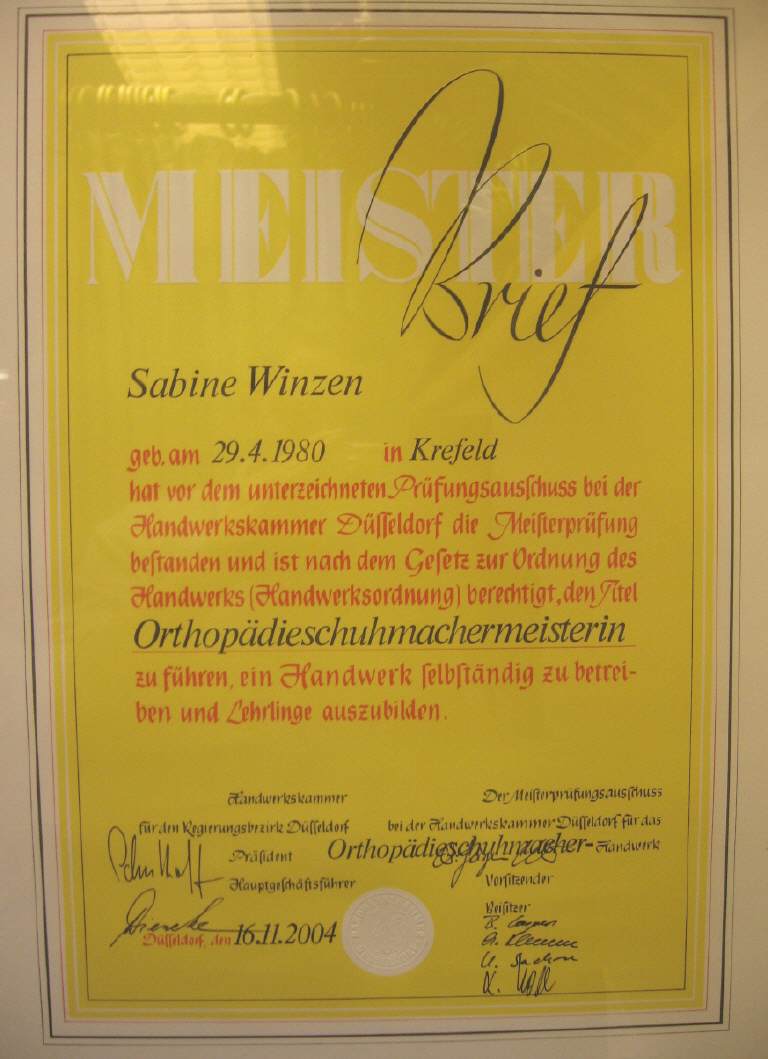 MEISTER
Brief
Sabine Winzen
geb. am 29.4.1980 in Krefeld
hat vor dem unterzeichneten Prüfungsausschuss bei der
Handwerkskammer Düsseldorf die Meisterprüfung
bestanden und ist nach dem Gesetz zur Ordnung des
Handwerks (Handwerksordnung) berechtigt, den Titel
Orthopädieschuhmachermeisterin
zu führen, ein Handwerk selbständig zu betrei-
ben und Lehrlinge auszubilden.
Handwerkskammer
für den Regierungsbezirk Düsseldorf
Präsident
Hauptgeschäftsführer
Düsseldorf, den 16.11.2004
Der Meisterprüfungsausschuss
bei der Handwerkskammer Düsseldorf für das
Orthopädieschuhmacher-Handwerk
Vorsitzender
Beisitzer